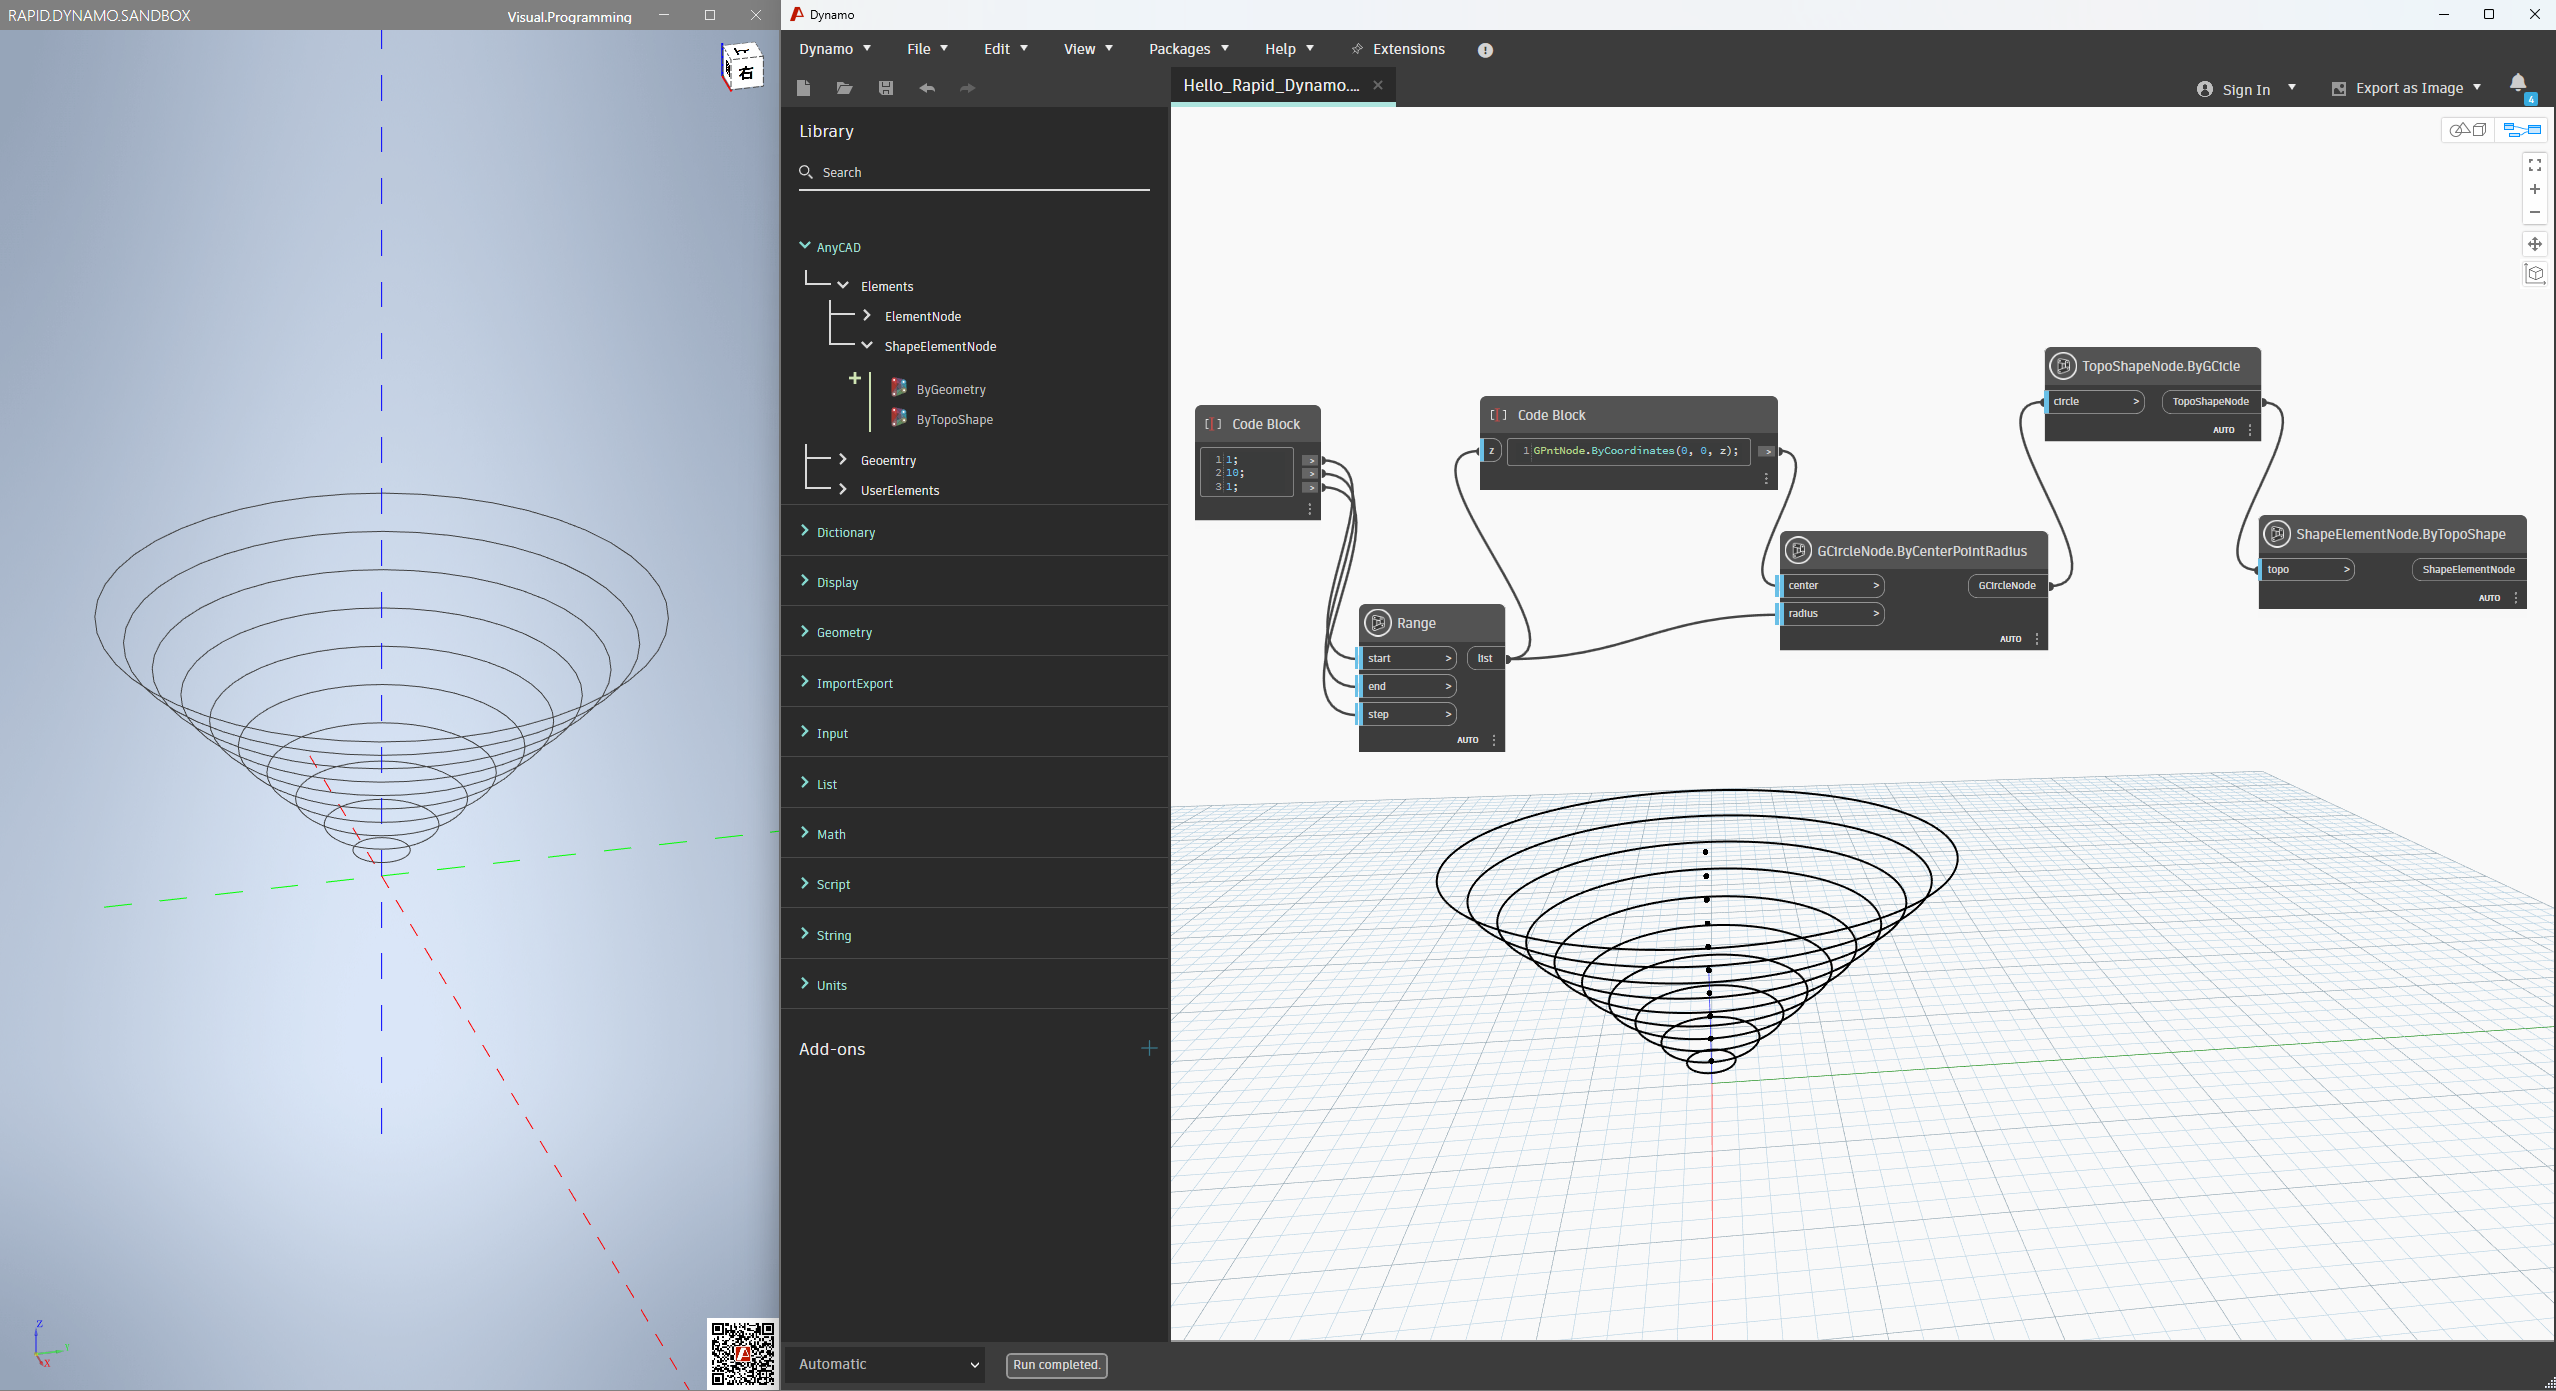 RAPID.DYNAMO.SANDBOX
Visual.Programming
右
Z
X
Dynamo
Dynamo File Edit View Packages Help Extensions
Hello_Rapid_Dynamo....
Sign In
Export as Image
4
Library
Search
AnyCAD
Elements
ElementNode
ShapeElementNode
ByGeometry
ByTopoShape
Geoemtry
UserElements
Dictionary
Display
Geometry
ImportExport
Input
List
Math
Script
String
Units
Add-ons
Automatic
Run completed.
Code Block
1 1;
2 10;
3 1;
Range
start > list
end >
step >
AUTO
Code Block
z
1 GPntNode.ByCoordinates(0, 0, z);
GCircleNode.ByCenterPointRadius
center > GCircleNode
radius >
AUTO
TopoShapeNode.ByGCicle
circle > TopoShapeNode
AUTO
ShapeElementNode.ByTopoShape
topo > ShapeElementNode
AUTO